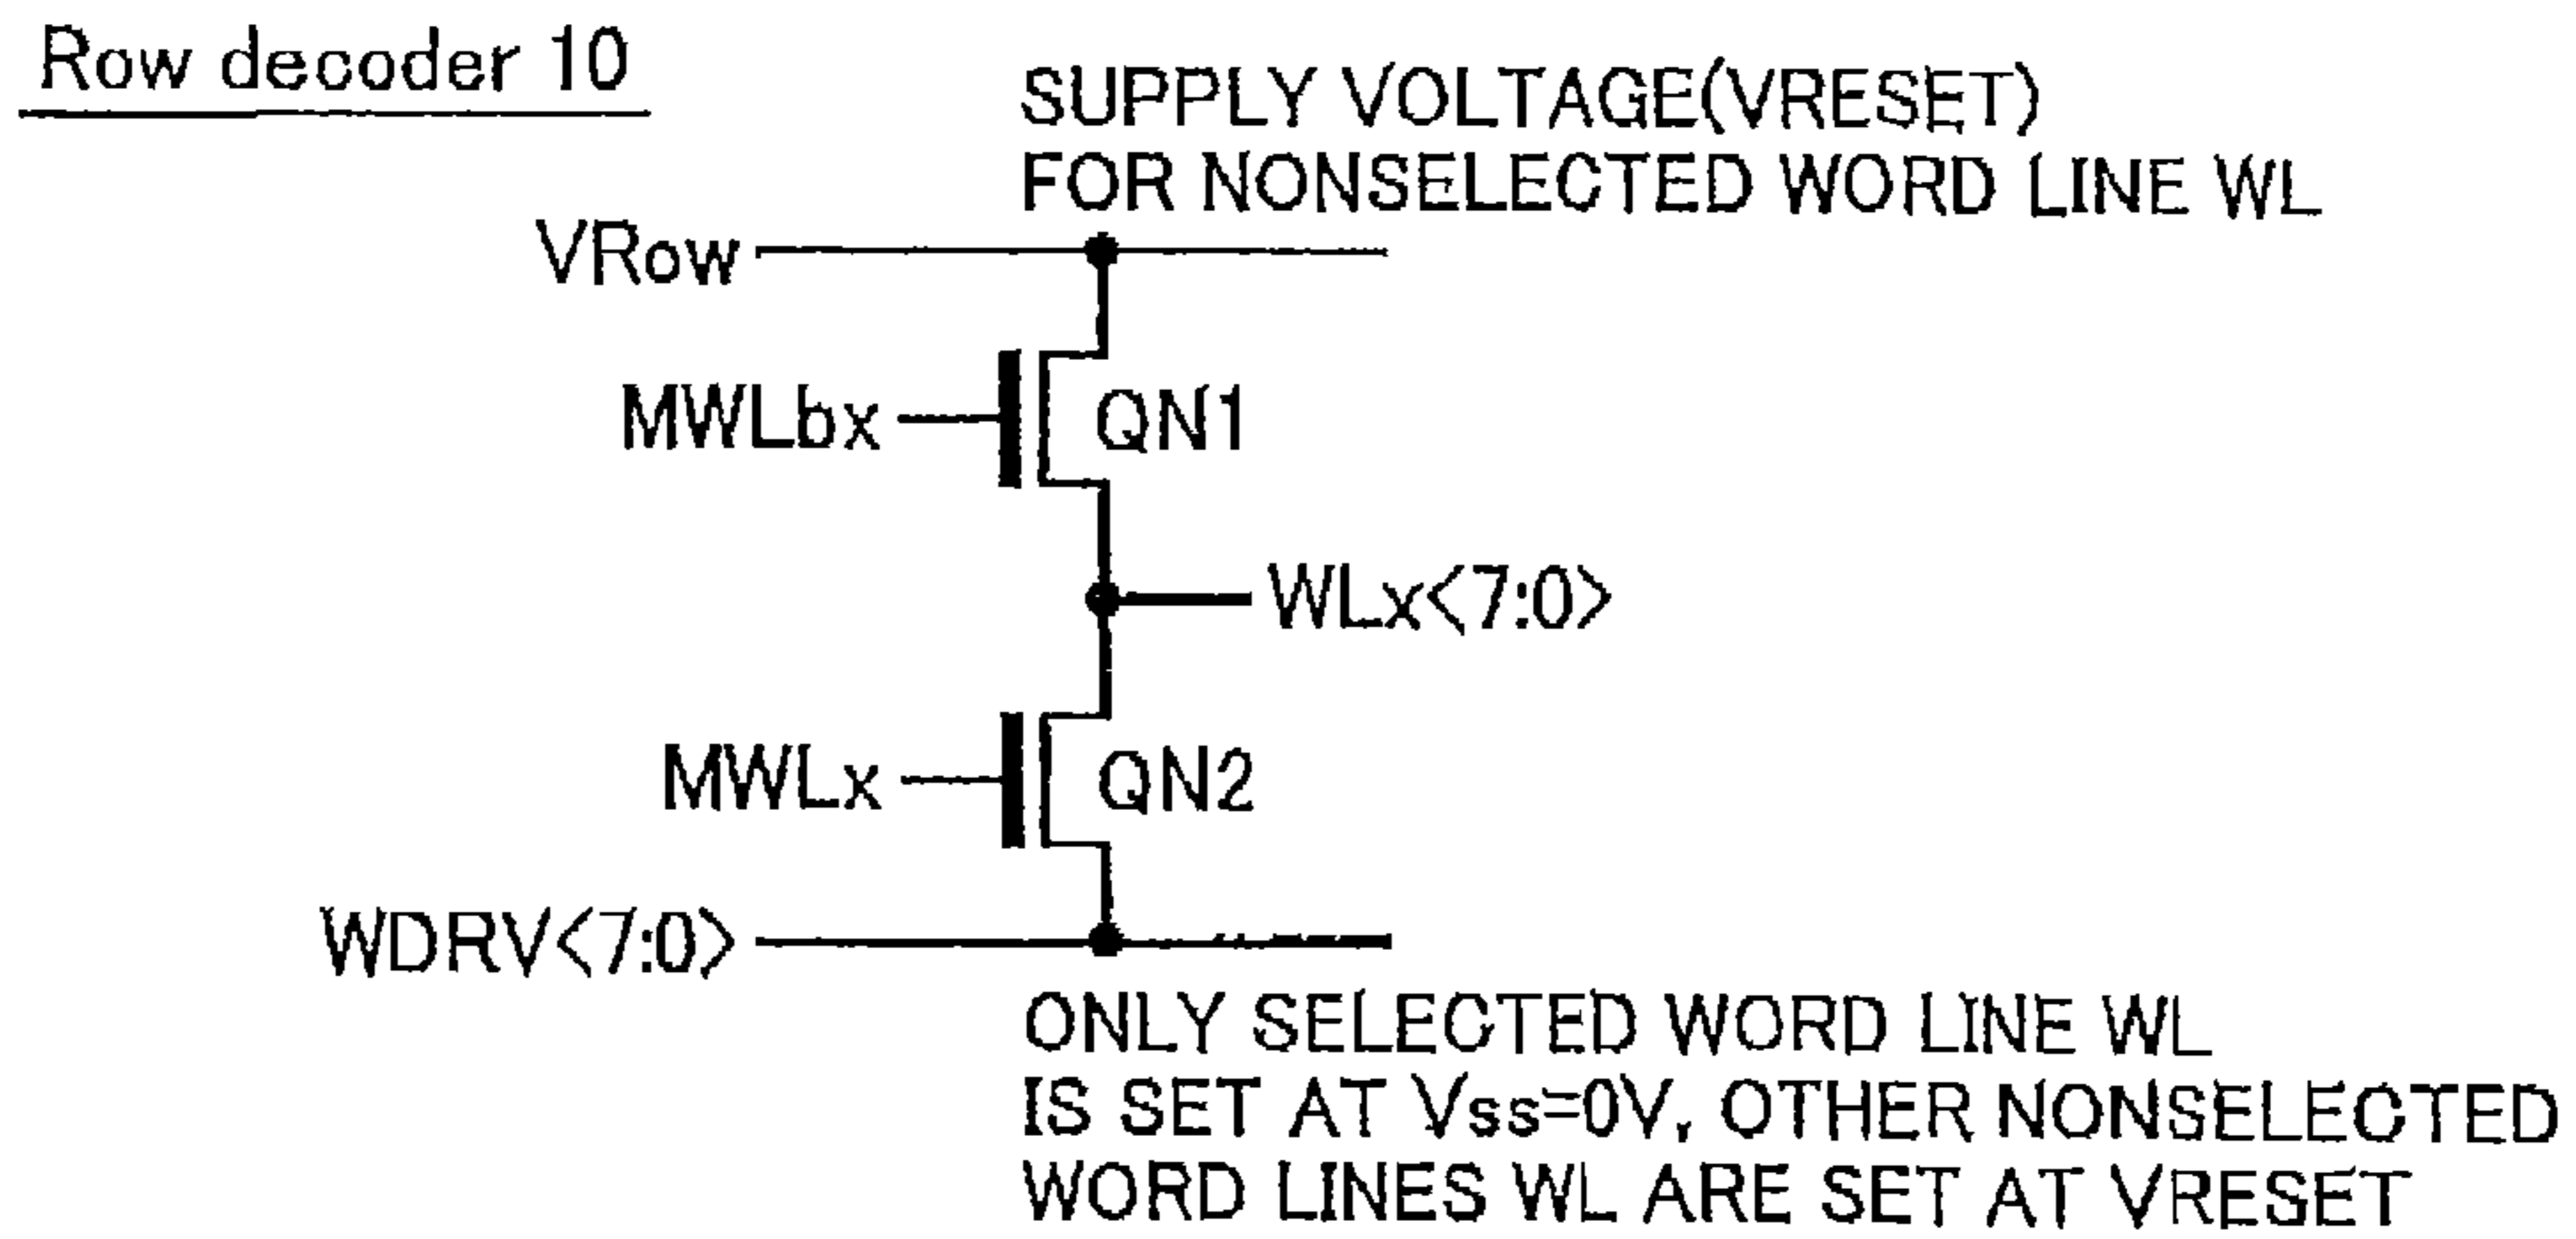 Row decoder 10
SUPPLY VOLTAGE(VRESET)
FOR NONSELECTED WORD LINE WL
VRow
MWLbx
QN1
WLx<7:0>
MWLx
QN2
WDRV<7:0>
ONLY SELECTED WORD LINE WL
IS SET AT Vss=0V, OTHER NONSELECTED
WORD LINES WL ARE SET AT VRESET